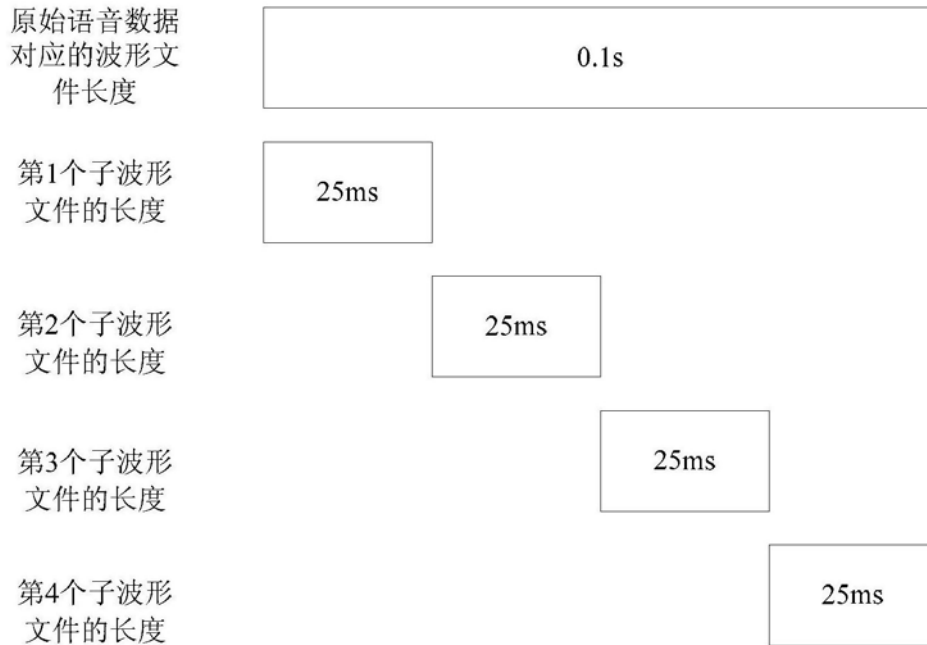 原始语音数据
对应的波形文
件长度
0.1s
第1个子波形
文件的长度
25ms
第2个子波形
文件的长度
25ms
第3个子波形
文件的长度
25ms
第4个子波形
文件的长度
25ms